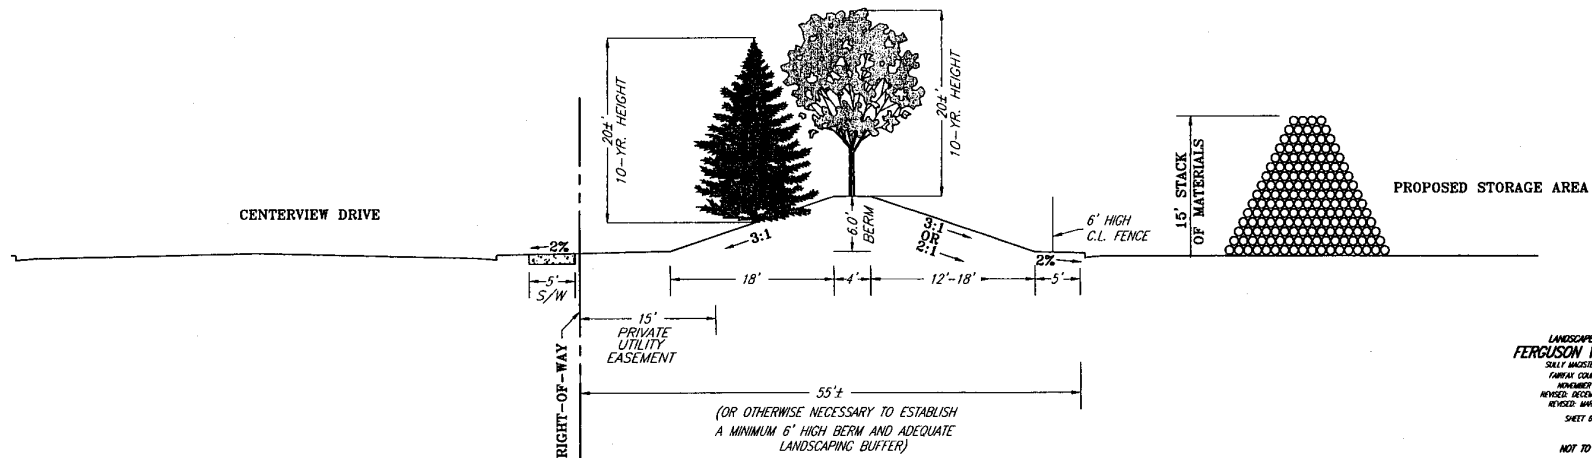 20±'
10-YR. HEIGHT
20±'
10-YR. HEIGHT
15' STACK
OF MATERIALS
PROPOSED STORAGE AREA
CENTERVIEW DRIVE
6.0'
BERM
3:1
3:1
OR
2:1
6' HIGH
C.L. FENCE
2%
2%
5'
S/W
18'
4'
12'-18'
5'
15'
PRIVATE
UTILITY
EASEMENT
RIGHT-OF-WAY
55'±
(OR OTHERWISE NECESSARY TO ESTABLISH
A MINIMUM 6' HIGH BERM AND ADEQUATE
LANDSCAPING BUFFER)
LANDSCAPE
FERGUSON
SULLY
FAIRFAX
NOVEMBER
REVISED:
REVISED:
SHEET 6
NOT TO